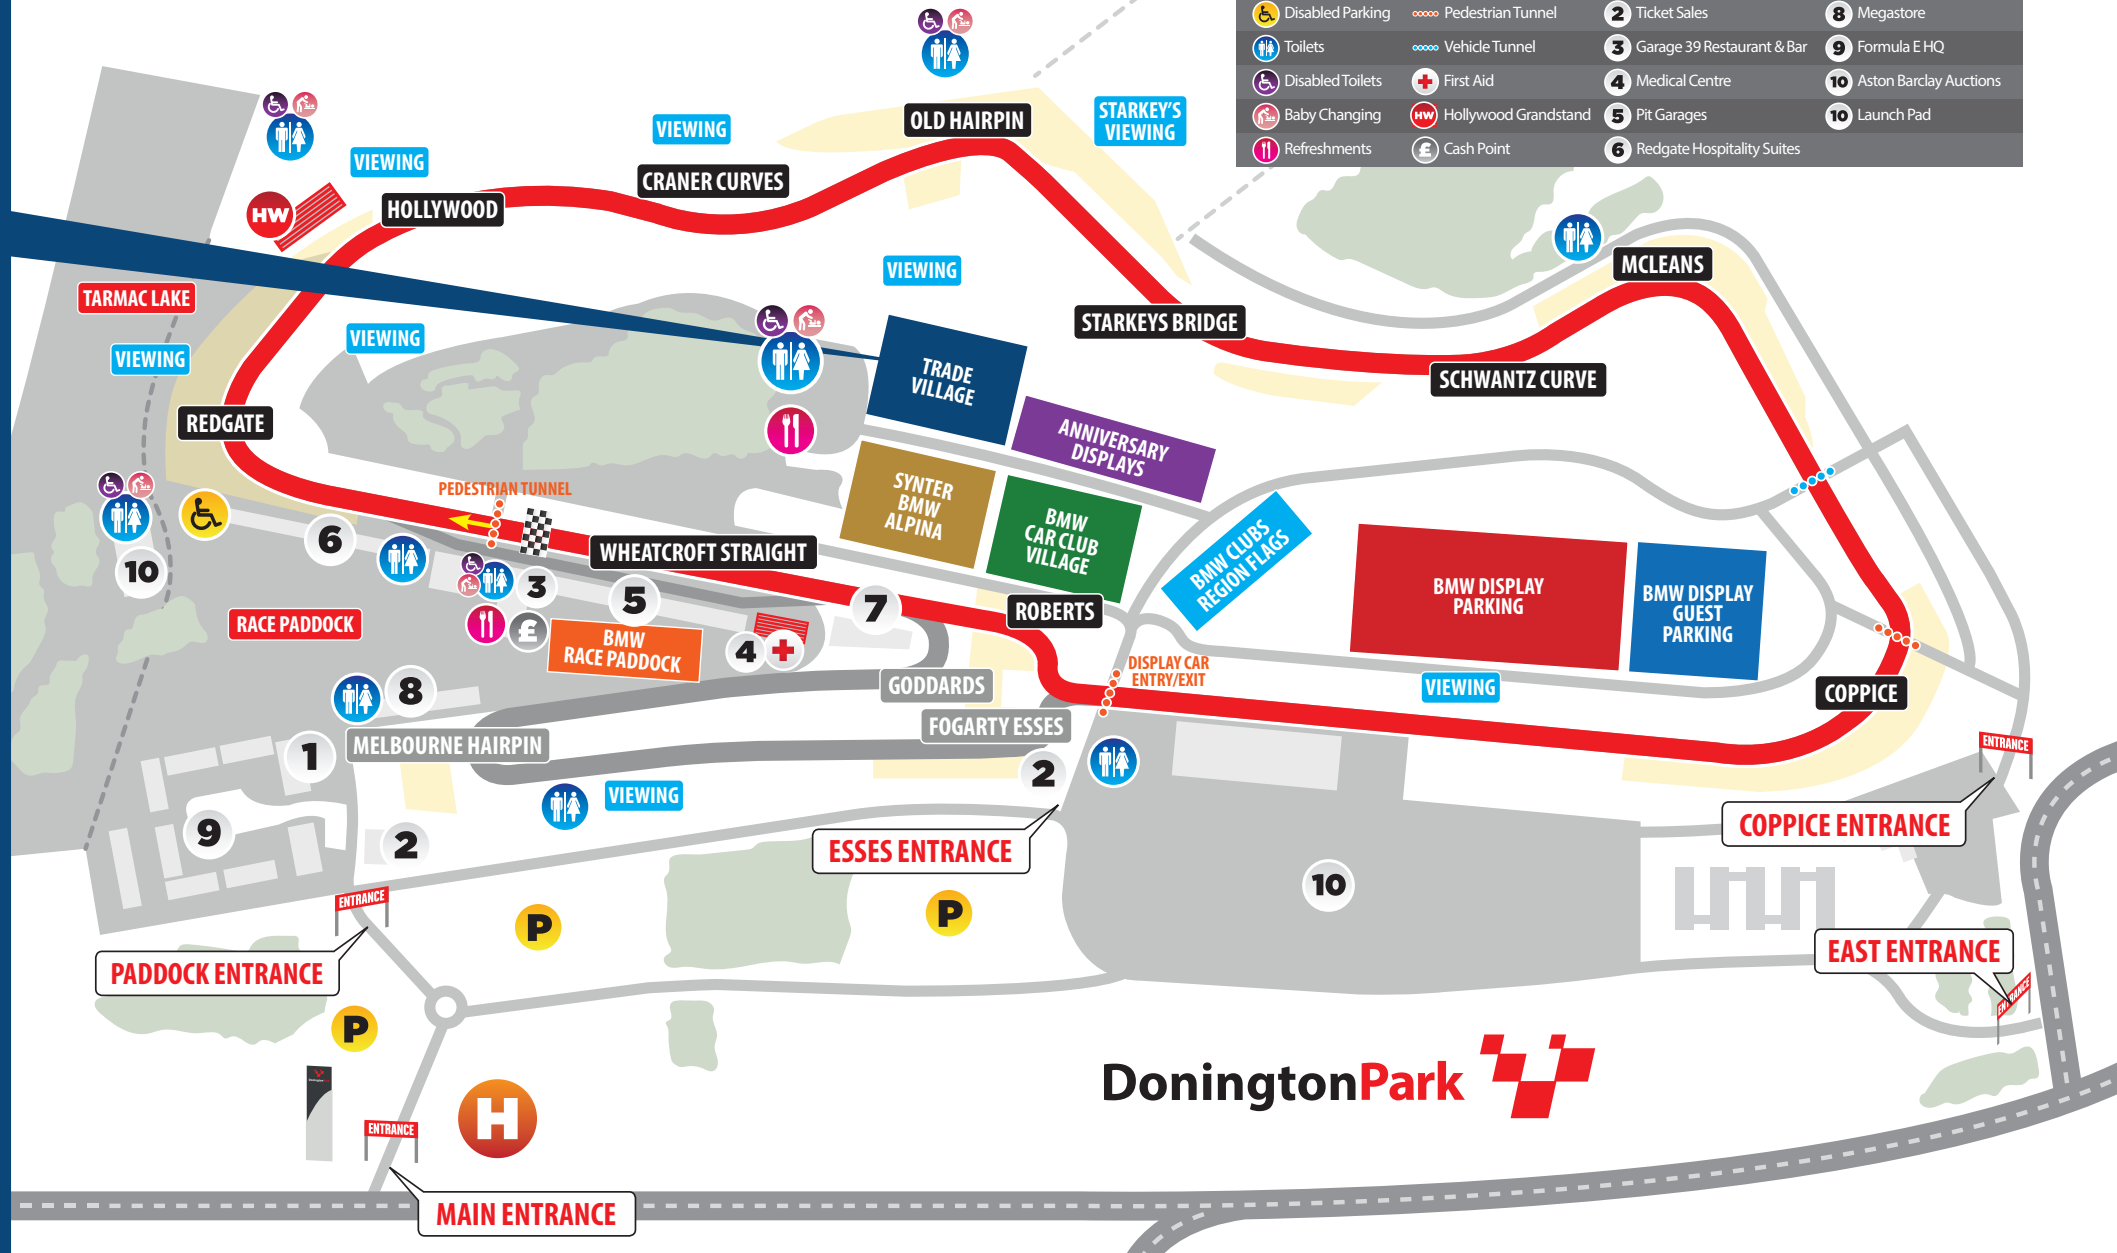 Disabled Parking
Pedestrian Tunnel
2 Ticket Sales
8 Megastore
Toilets
Vehicle Tunnel
3 Garage 39 Restaurant & Bar
9 Formula E HQ
Disabled Toilets
First Aid
4 Medical Centre
10 Aston Barclay Auctions
Baby Changing
HW Hollywood Grandstand
5 Pit Garages
10 Launch Pad
Refreshments
£ Cash Point
6 Redgate Hospitality Suites
OLD HAIRPIN
STARKEY'S
VIEWING
VIEWING
VIEWING
CRANER CURVES
HOLLYWOOD
HW
MCLEANS
VIEWING
TARMAC LAKE
STARKEYS BRIDGE
VIEWING
VIEWING
TRADE
VILLAGE
SCHWANTZ CURVE
REDGATE
ANNIVERSARY
DISPLAYS
PEDESTRIAN TUNNEL
SYNTER
BMW
ALPINA
BMW
CAR CLUB
VILLAGE
BMW CLUBS
REGION FLAGS
6
WHEATCROFT STRAIGHT
10
3
5
7
ROBERTS
BMW DISPLAY
PARKING
BMW DISPLAY
GUEST
PARKING
RACE PADDOCK
£
BMW
RACE PADDOCK
4
DISPLAY CAR
ENTRY/EXIT
GODDARDS
VIEWING
COPPICE
8
FOGARTY ESSES
MELBOURNE HAIRPIN
1
2
ENTRANCE
VIEWING
9
2
ESSES ENTRANCE
COPPICE ENTRANCE
10
ENTRANCE
P
P
EAST ENTRANCE
PADDOCK ENTRANCE
ENTRANCE
P
DoningtonPark
H
ENTRANCE
MAIN ENTRANCE